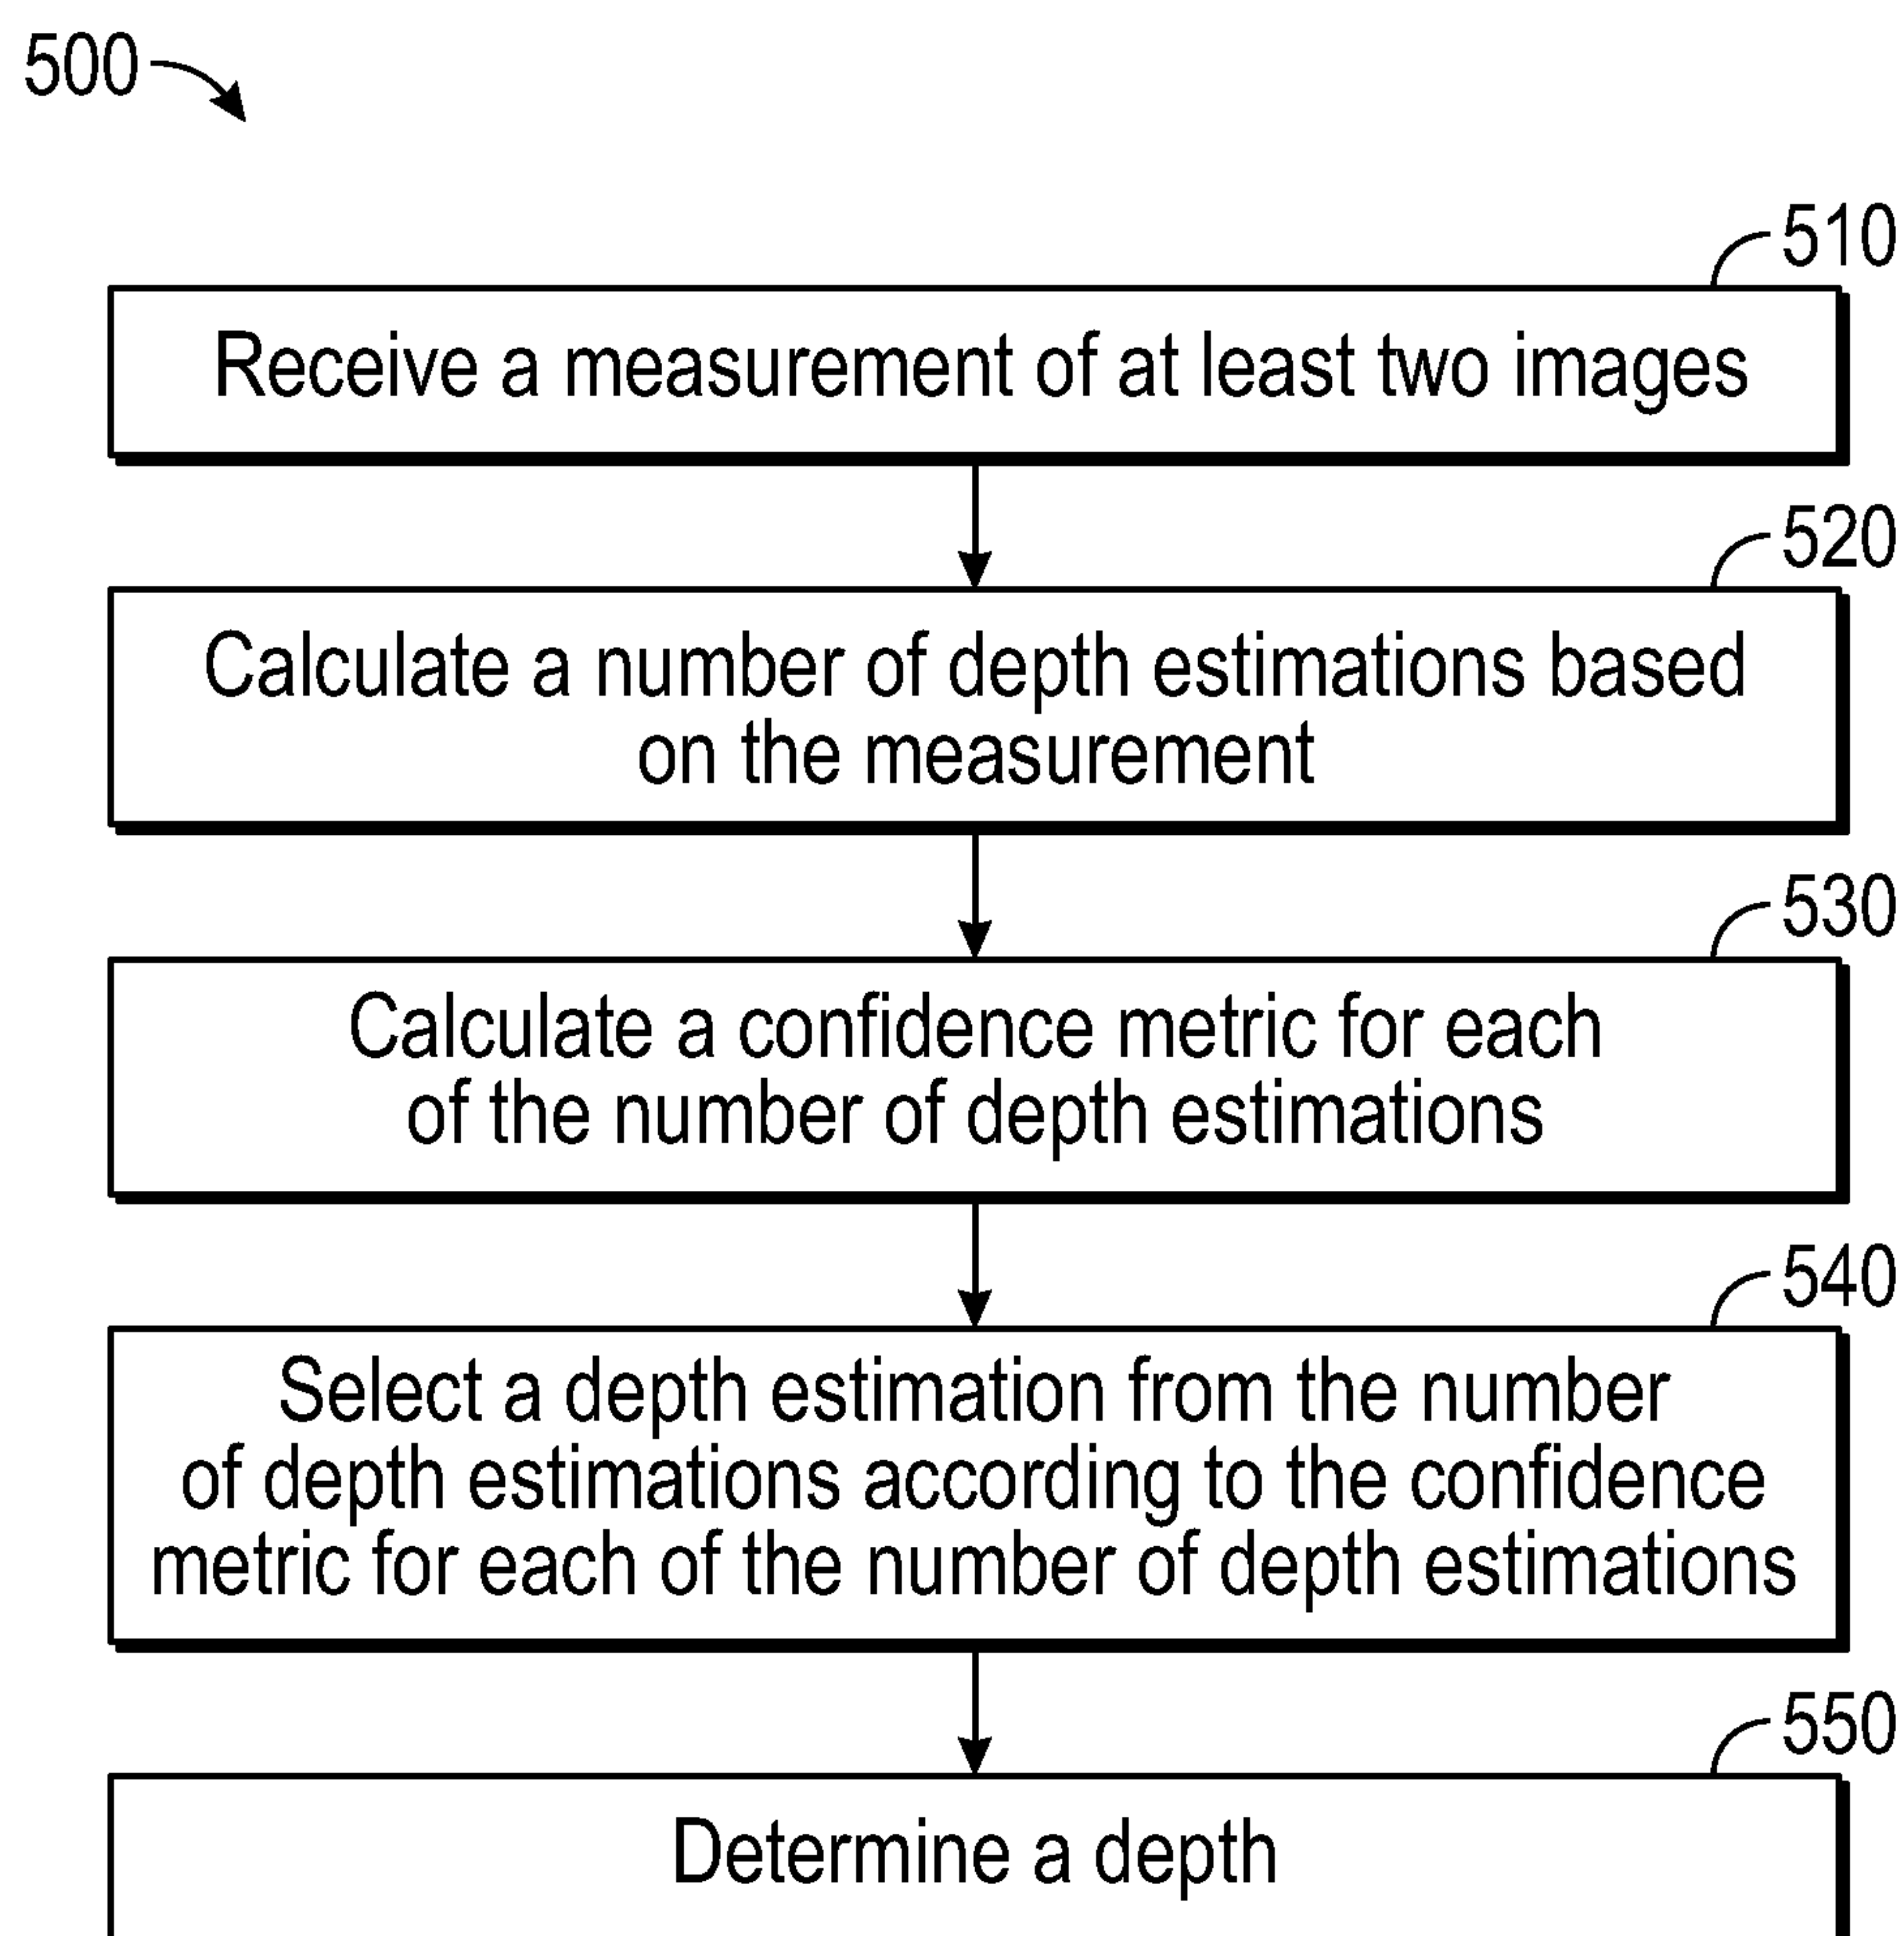 500
510
Receive a measurement of at least two images
520
Calculate a number of depth estimations based
on the measurement
530
Calculate a confidence metric for each
of the number of depth estimations
540
Select a depth estimation from the number
of depth estimations according to the confidence
metric for each of the number of depth estimations
550
Determine a depth